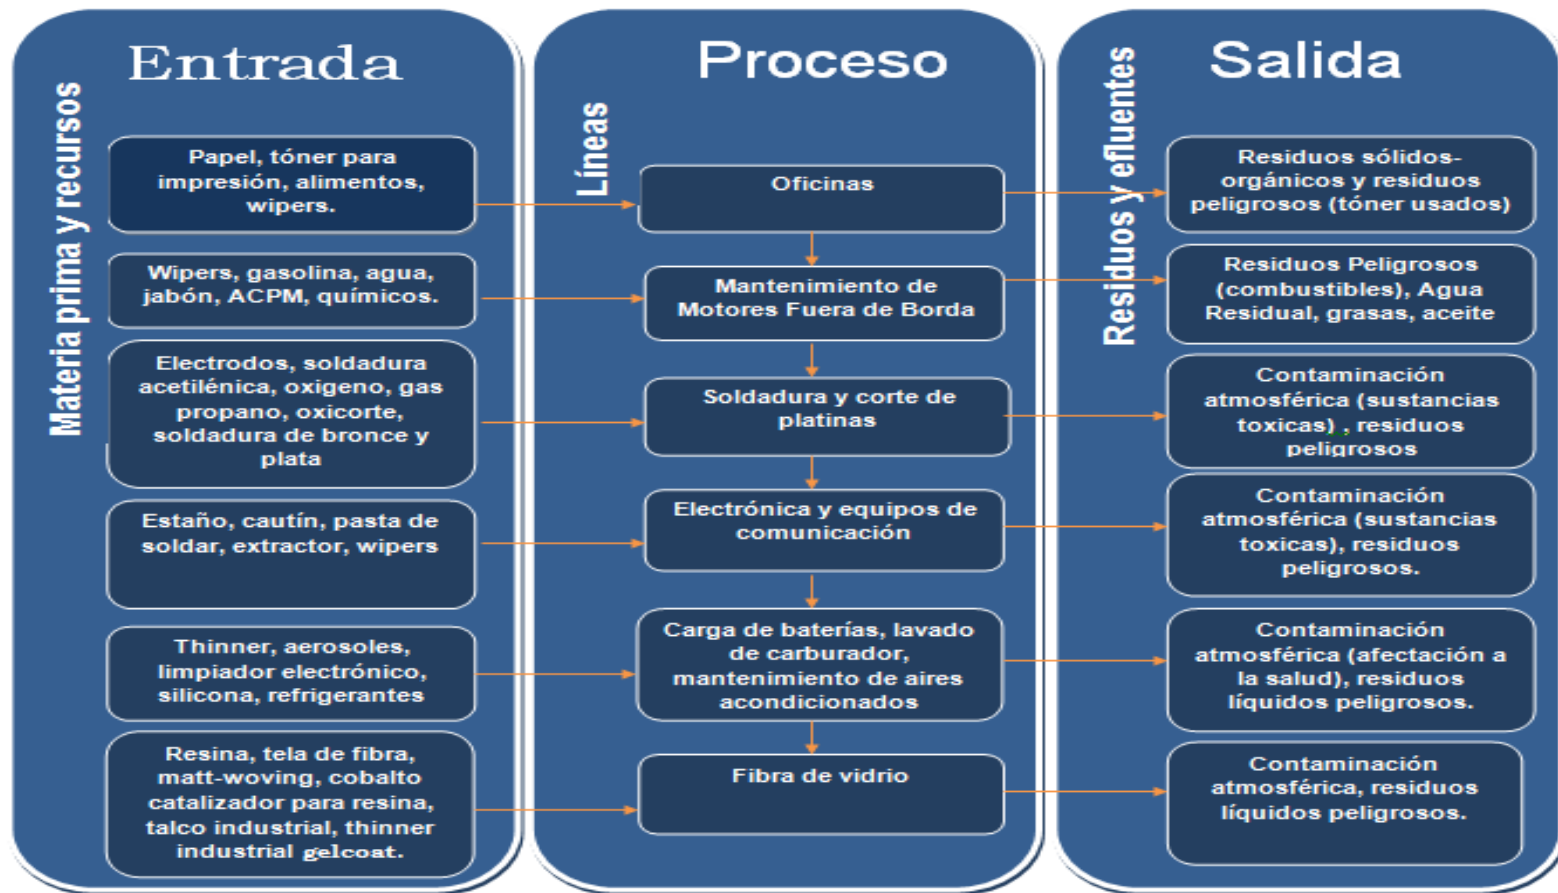 Entrada
Materia prima y recursos
Papel, tóner para
impresión, alimentos,
wipers.
Wipers, gasolina, agua,
jabón, ACPM, químicos.
Electrodos, soldadura
acetilénica, oxigeno, gas
propano, oxicorte,
soldadura de bronce y
plata
Estaño, cautín, pasta de
soldar, extractor, wipers
Thinner, aerosoles,
limpiador electrónico,
silicona, refrigerantes
Resina, tela de fibra,
matt-woving, cobalto
catalizador para resina,
talco industrial, thinner
industrial gelcoat.
Proceso
Líneas
Oficinas
Mantenimiento de
Motores Fuera de Borda
Soldadura y corte de
platinas
Electrónica y equipos de
comunicación
Carga de baterías, lavado
de carburador,
mantenimiento de aires
acondicionados
Fibra de vidrio
Salida
Residuos y efluentes
Residuos sólidos-
orgánicos y residuos
peligrosos (tóner usados)
Residuos Peligrosos
(combustibles), Agua
Residual, grasas, aceite
Contaminación
atmosférica (sustancias
toxicas) , residuos
peligrosos
Contaminación
atmosférica (sustancias
toxicas), residuos
peligrosos.
Contaminación
atmosférica (afectación a
la salud), residuos
líquidos peligrosos.
Contaminación
atmosférica, residuos
líquidos peligrosos.